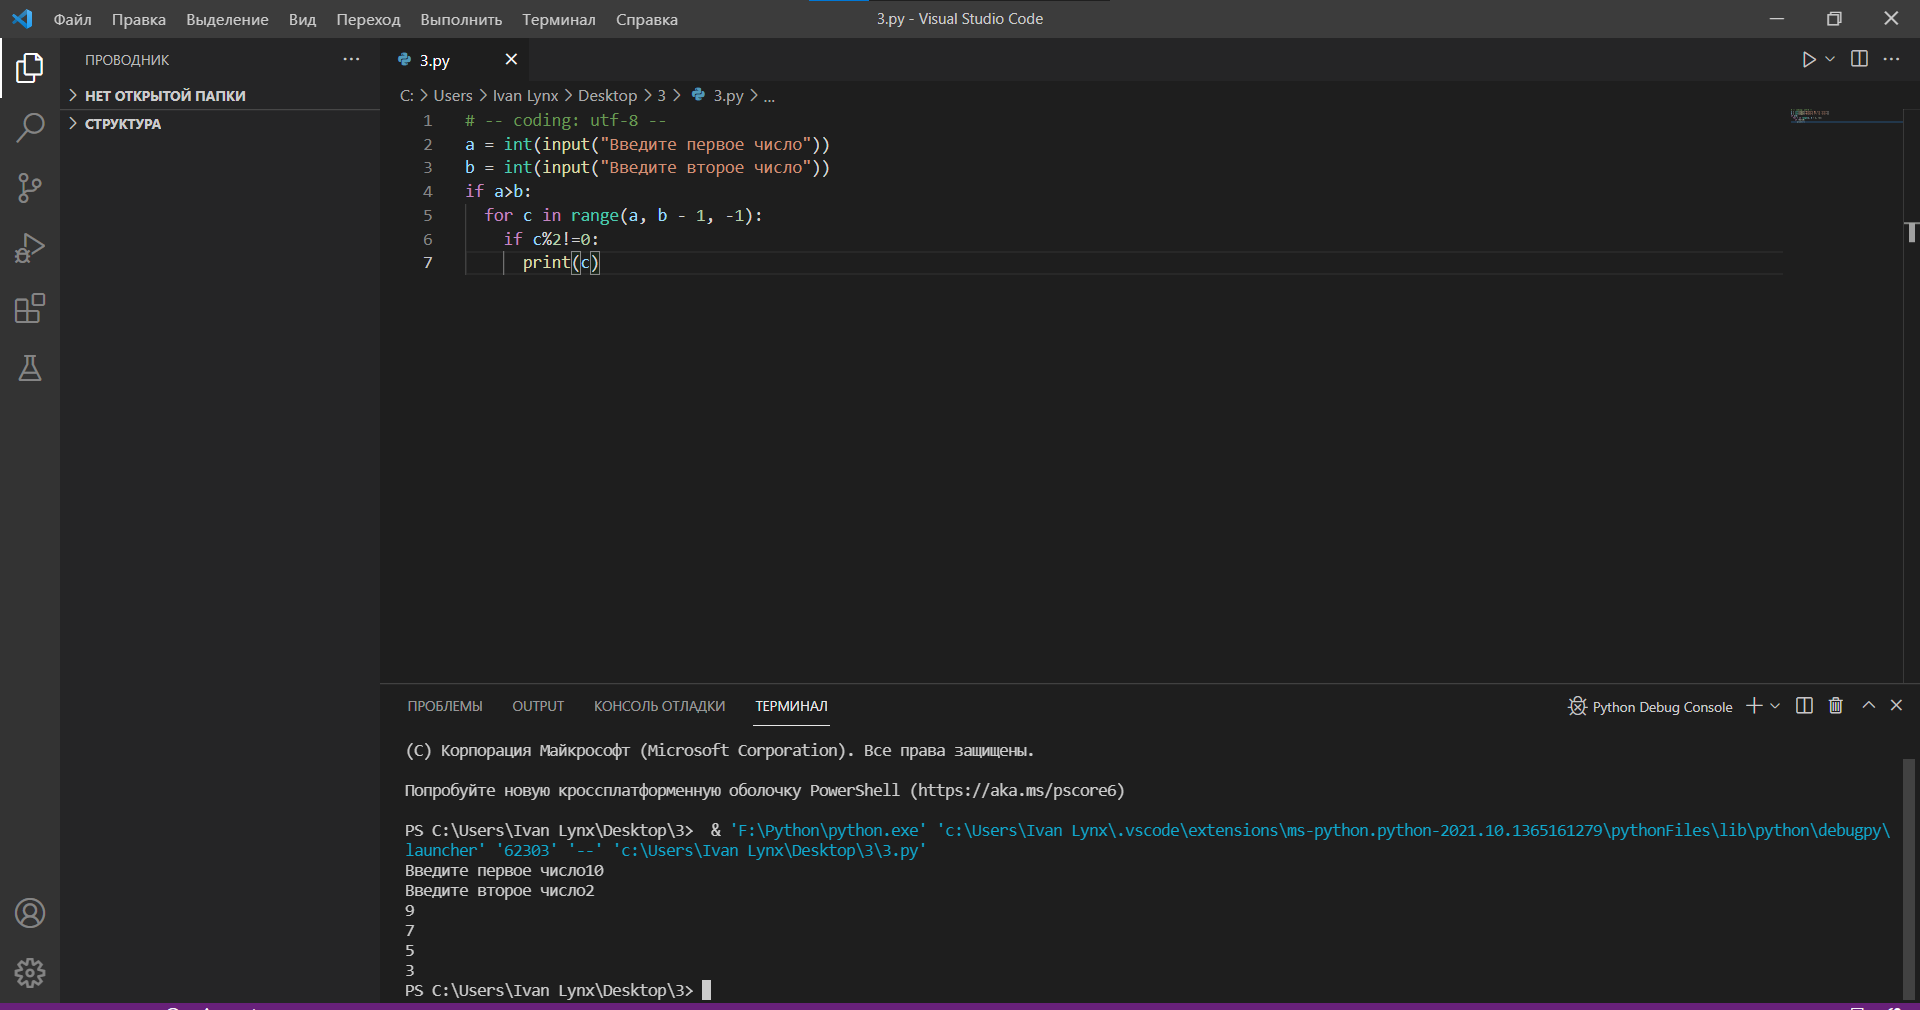 Файл Правка Выделение Вид Переход Выполнить Терминал Справка
3.py - Visual Studio Code
ПРОВОДНИК
НЕТ ОТКРЫТОЙ ПАПКИ
СТРУКТУРА
3.py
C: > Users > Ivan Lynx > Desktop > 3 > 3.py > ...
1 # -- coding: utf-8 --
2 a = int(input("Введите первое число"))
3 b = int(input("Введите второе число"))
4 if a>b:
5 for c in range(a, b - 1, -1):
6 if c%2!=0:
7 print(c)
ПРОБЛЕМЫ OUTPUT КОНСОЛЬ ОТЛАДКИ ТЕРМИНАЛ
Python Debug Console
(C) Корпорация Майкрософт (Microsoft Corporation). Все права защищены.
Попробуйте новую кроссплатформенную оболочку PowerShell (https://aka.ms/pscore6)
PS C:\Users\Ivan Lynx\Desktop\3>  & 'F:\Python\python.exe' 'c:\Users\Ivan Lynx\.vscode\extensions\ms-python.python-2021.10.1365161279\pythonFiles\lib\python\debugpy\
launcher' '62303' '--' 'c:\Users\Ivan Lynx\Desktop\3\3.py'
Введите первое число10
Введите второе число2
9
7
5
3
PS C:\Users\Ivan Lynx\Desktop\3>